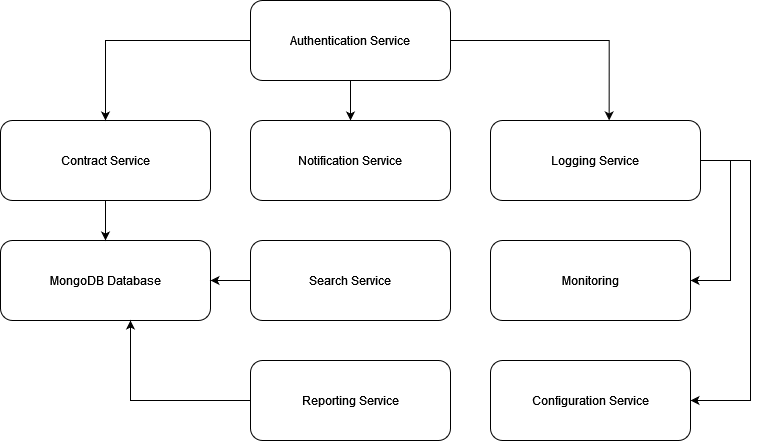 Authentication Service
Contract Service
Notification Service
Logging Service
MongoDB Database
Search Service
Monitoring
Reporting Service
Configuration Service